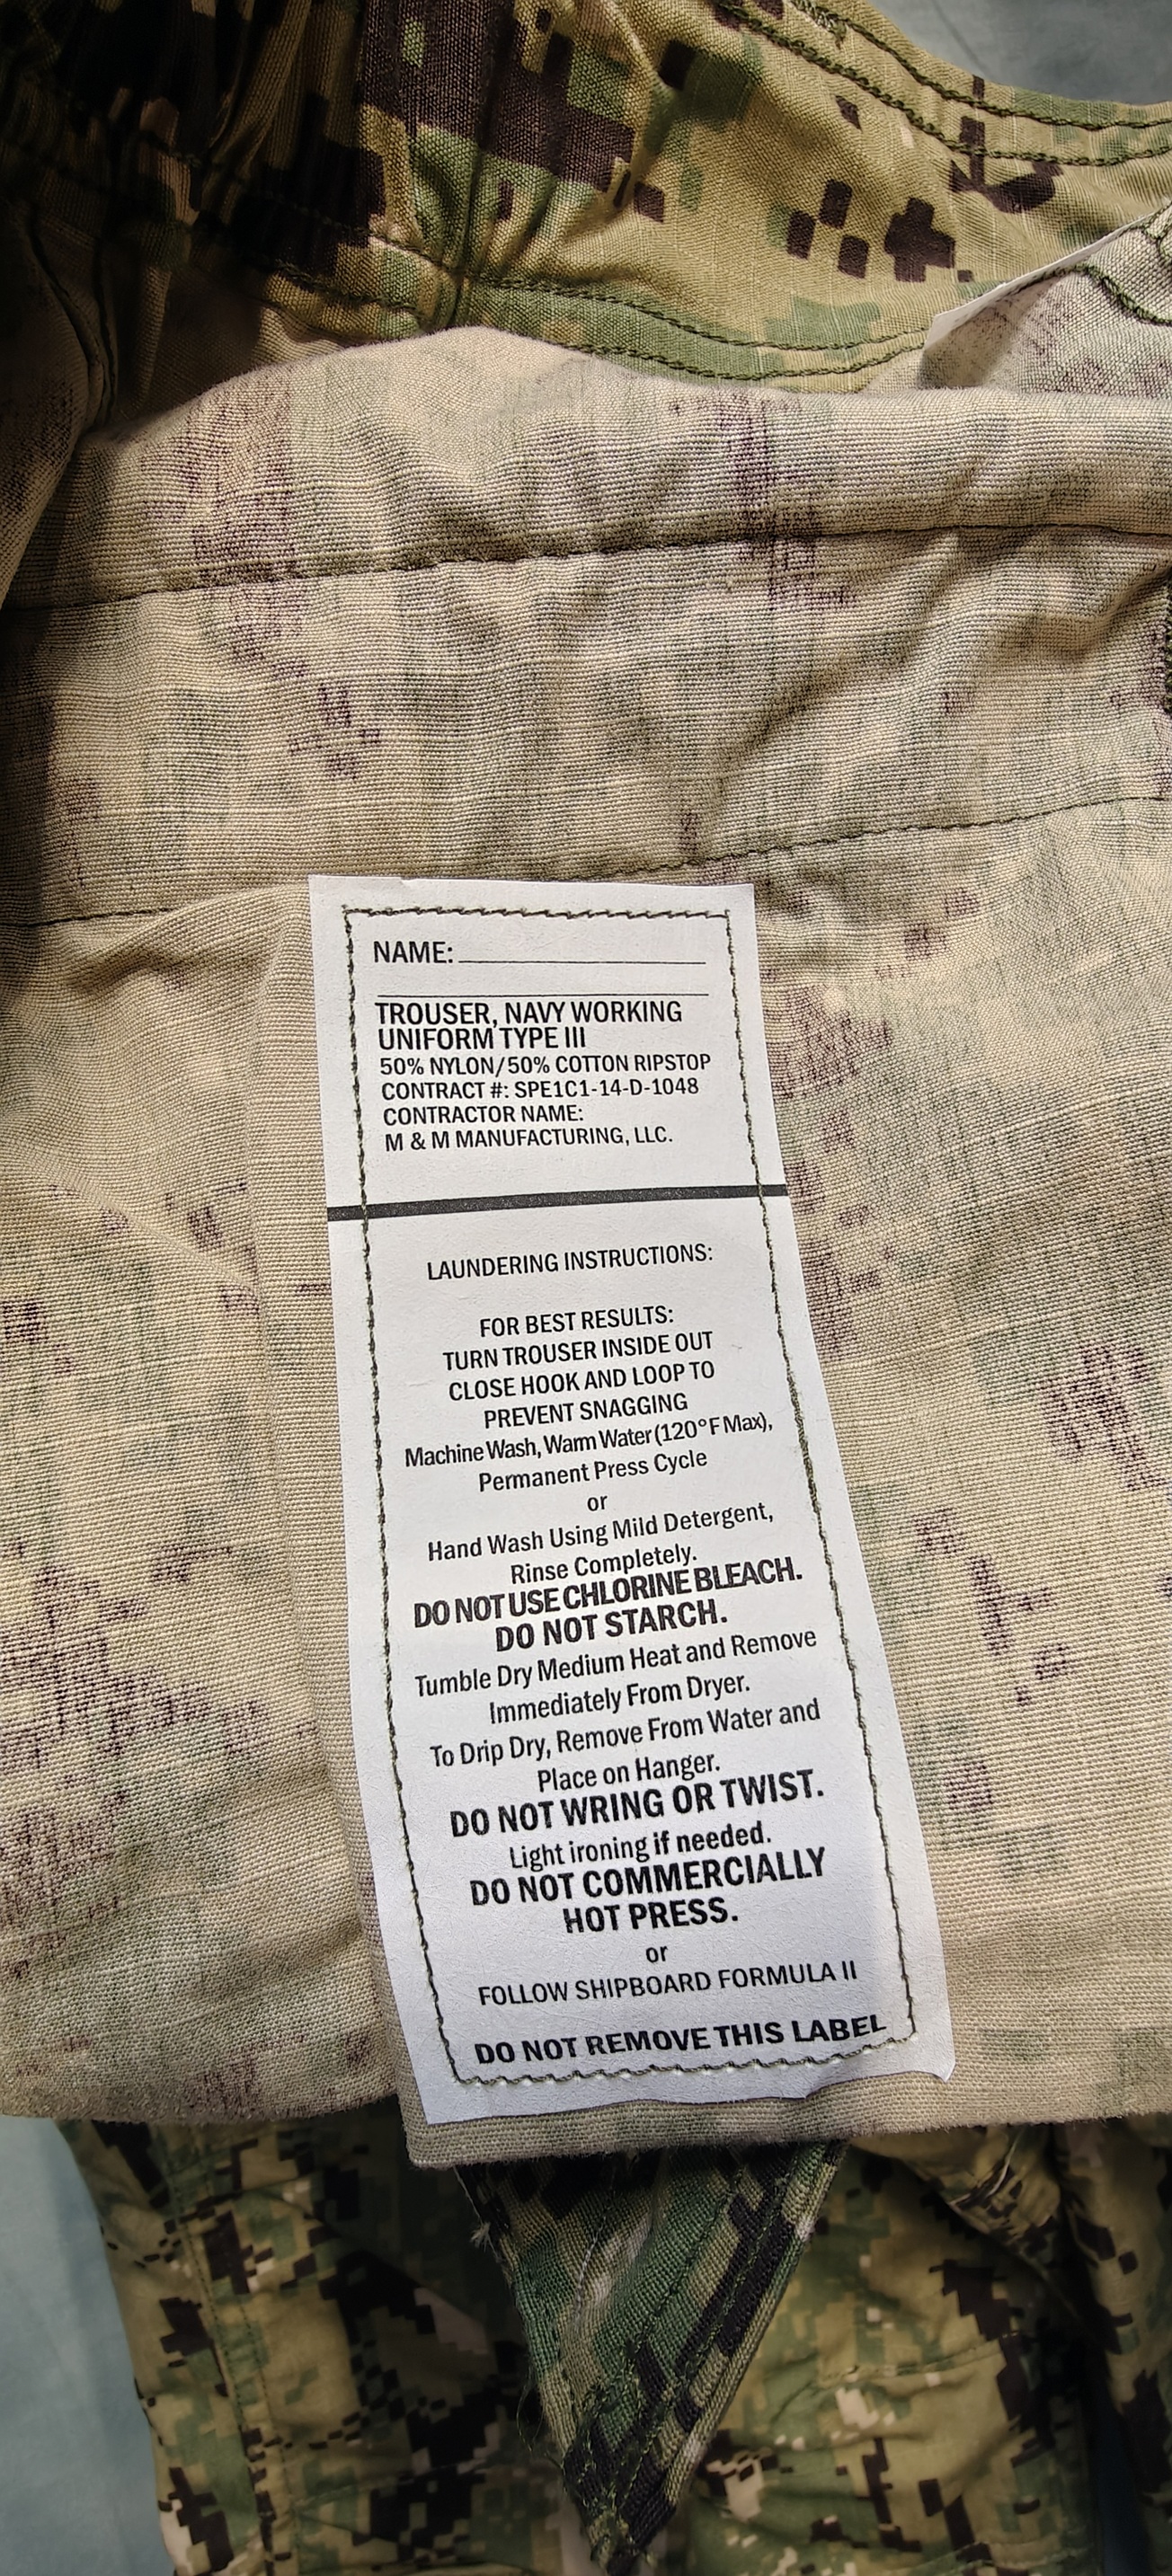 NAME:
TROUSER, NAVY WORKING
UNIFORM TYPE III
50% NYLON/50% COTTON RIPSTOP
CONTRACT #: SPE1C1-14-D-1048
CONTRACTOR NAME:
M & M MANUFACTURING, LLC.
LAUNDERING INSTRUCTIONS:
FOR BEST RESULTS:
TURN TROUSER INSIDE OUT
CLOSE HOOK AND LOOP TO
PREVENT SNAGGING
Machine Wash, Warm Water (120°F Max),
Permanent Press Cycle
or
Hand Wash Using Mild Detergent,
Rinse Completely.
DO NOT USE CHLORINE BLEACH.
DO NOT STARCH.
Tumble Dry Medium Heat and Remove
Immediately From Dryer.
To Drip Dry, Remove From Water and
Place on Hanger.
DO NOT WRING OR TWIST.
Light ironing if needed.
DO NOT COMMERCIALLY
HOT PRESS.
or
FOLLOW SHIPBOARD FORMULA II
DO NOT REMOVE THIS LABEL